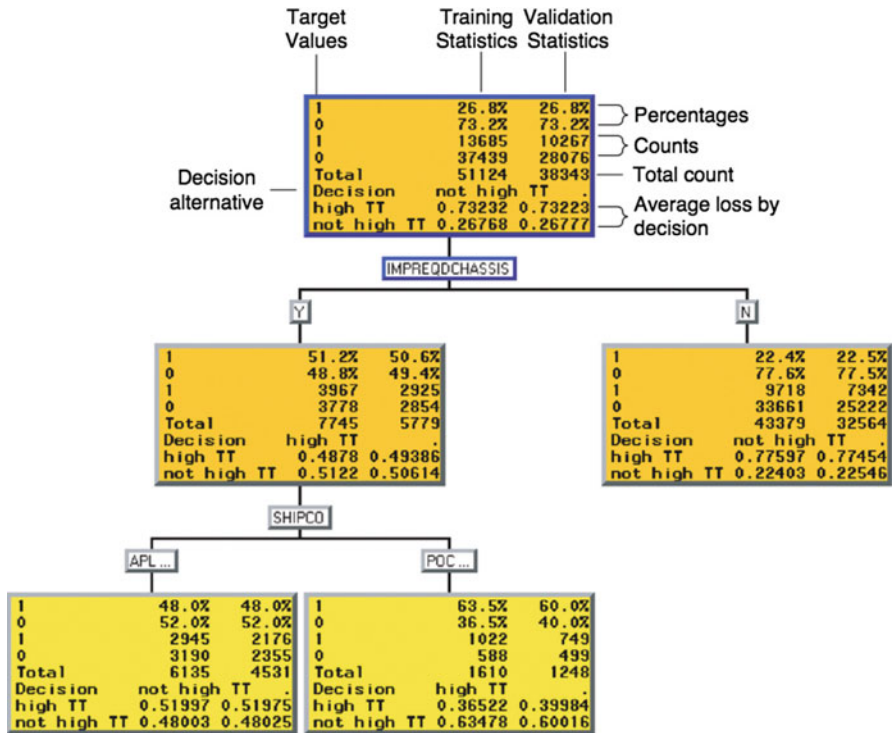 Target Values
Training Statistics
Validation Statistics
1 26.8% 26.8%
0 73.2% 73.2%
1 13685 10267
0 37439 28076
Total 51124 38343
Decision not high TT .
high TT 0.73232 0.73223
not high TT 0.26768 0.26777
Percentages
Counts
Total count
Average loss by decision
Decision alternative
IMPREQDCHASSIS
Y
N
1 51.2% 50.6%
0 48.8% 49.4%
1 3967 2925
0 3778 2854
Total 7745 5779
Decision high TT .
high TT 0.4878 0.49386
not high TT 0.5122 0.50614
1 22.4% 22.5%
0 77.6% 77.5%
1 9718 7342
0 33661 25222
Total 43379 32564
Decision not high TT .
high TT 0.77597 0.77454
not high TT 0.22403 0.22546
SHIPCO
APL ...
POC ...
1 48.0% 48.0%
0 52.0% 52.0%
1 2945 2176
0 3190 2355
Total 6135 4531
Decision not high TT .
high TT 0.51997 0.51975
not high TT 0.48003 0.48025
1 63.5% 60.0%
0 36.5% 40.0%
1 1022 749
0 588 499
Total 1610 1248
Decision high TT .
high TT 0.36522 0.39984
not high TT 0.63478 0.60016